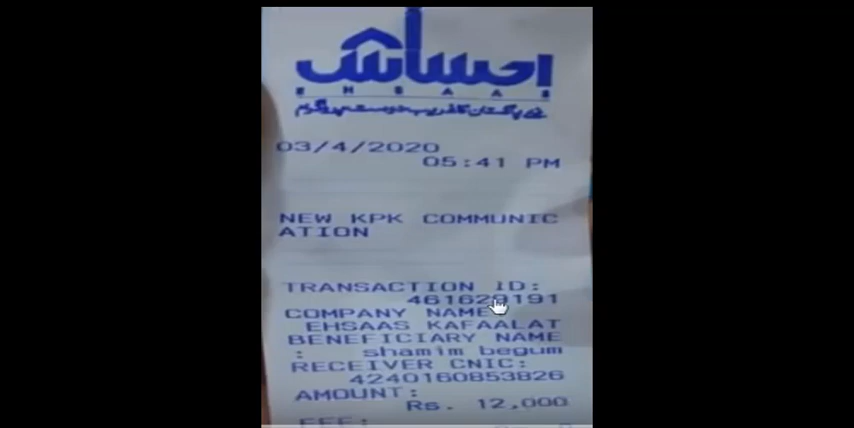 احساس
EHSAAS
03/4/2020
05:41 PM
NEW KPK COMMUNIC
ATION
TRANSACTION ID:
COMPANY NAME
EHSAAS KAFAALAT
BENEFICIARY NAME
: shamim begum
RECEIVER CNIC:
4240160853826
AMOUNT:
Rs. 12,000